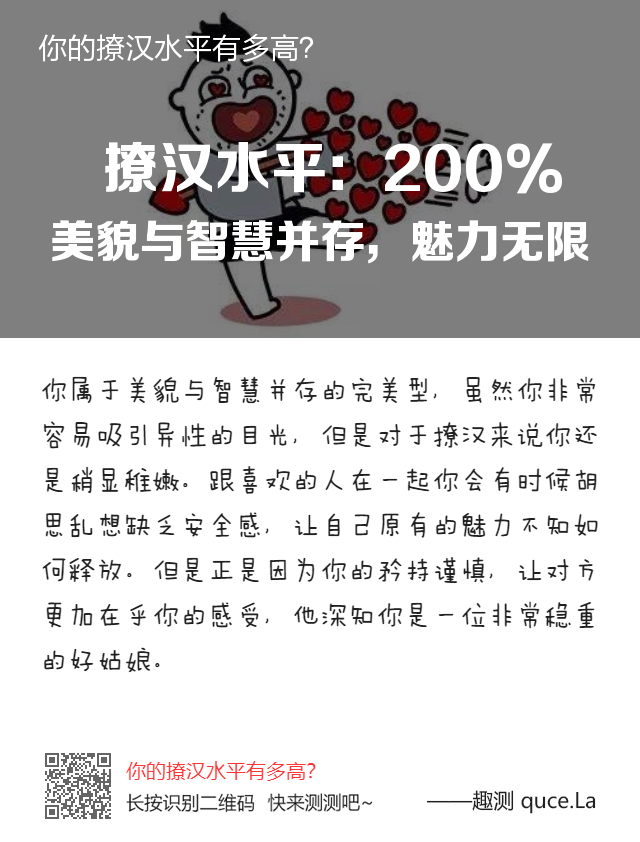 你的撩汉水平有多高？
撩汉水平：200%
美貌与智慧并存，魅力无限
你属于美貌与智慧并存的完美型，虽然你非常
容易吸引异性的目光，但是对于撩汉来说你还
是稍显稚嫩。跟喜欢的人在一起你会有时候胡
思乱想缺乏安全感，让自己原有的魅力不知如
何释放。但是正是因为你的矜持谨慎，让对方
更加在乎你的感受，他深知你是一位非常稳重
的好姑娘。
你的撩汉水平有多高？
长按识别二维码 快来测测吧~
——趣测 quce.La